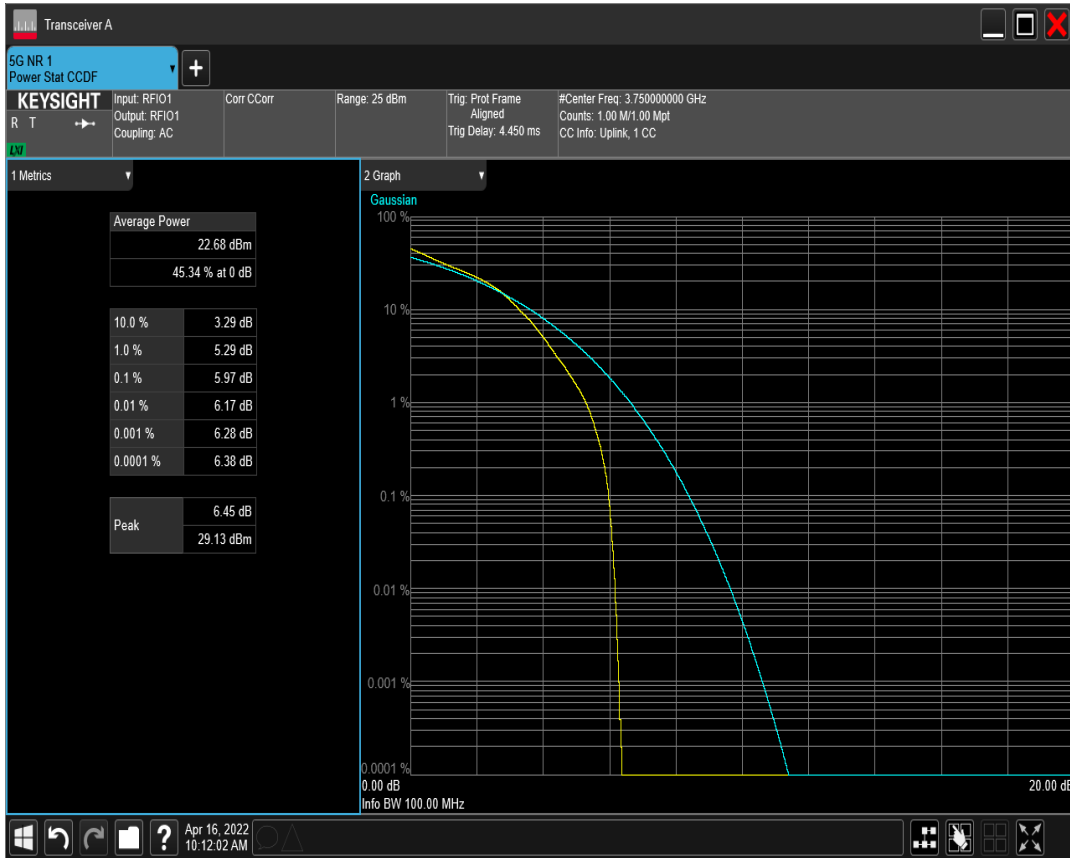 Transceiver A
5G NR 1
Power Stat CCDF
KEYSIGHT
R T
LXI
Input: RFIO1
Output: RFIO1
Coupling: AC
Corr CCorr
Range: 25 dBm
Trig: Prot Frame
Aligned
Trig Delay: 4.450 ms
#Center Freq: 3.750000000 GHz
Counts: 1.00 M/1.00 Mpt
CC Info: Uplink, 1 CC
1 Metrics
Average Power
22.68 dBm
45.34 % at 0 dB
10.0 % 3.29 dB
1.0 % 5.29 dB
0.1 % 5.97 dB
0.01 % 6.17 dB
0.001 % 6.28 dB
0.0001 % 6.38 dB
Peak
6.45 dB
29.13 dBm
2 Graph
Gaussian
100 %
10 %
1 %
0.1 %
0.01 %
0.001 %
0.0001 %
0.00 dB 20.00 dB
Info BW 100.00 MHz
? Apr 16, 2022
10:12:02 AM